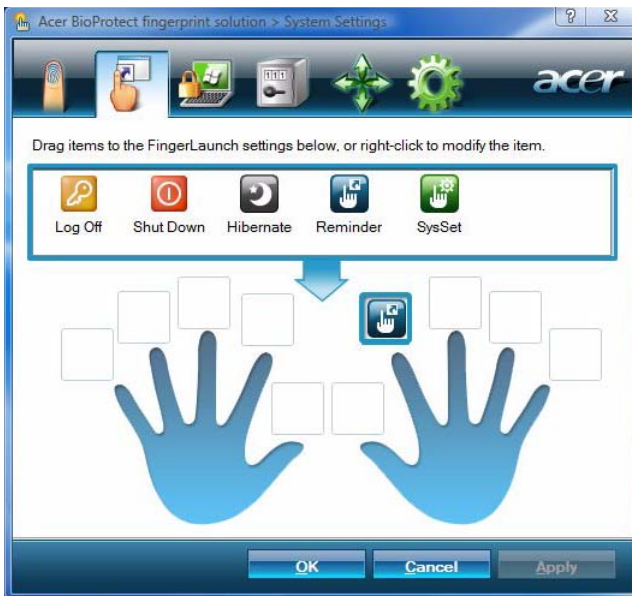 Acer BioProtect fingerprint solution > System Settings
acer
Drag items to the FingerLaunch settings below, or right-click to modify the item.
Log Off Shut Down Hibernate Reminder SysSet
OK Cancel Apply